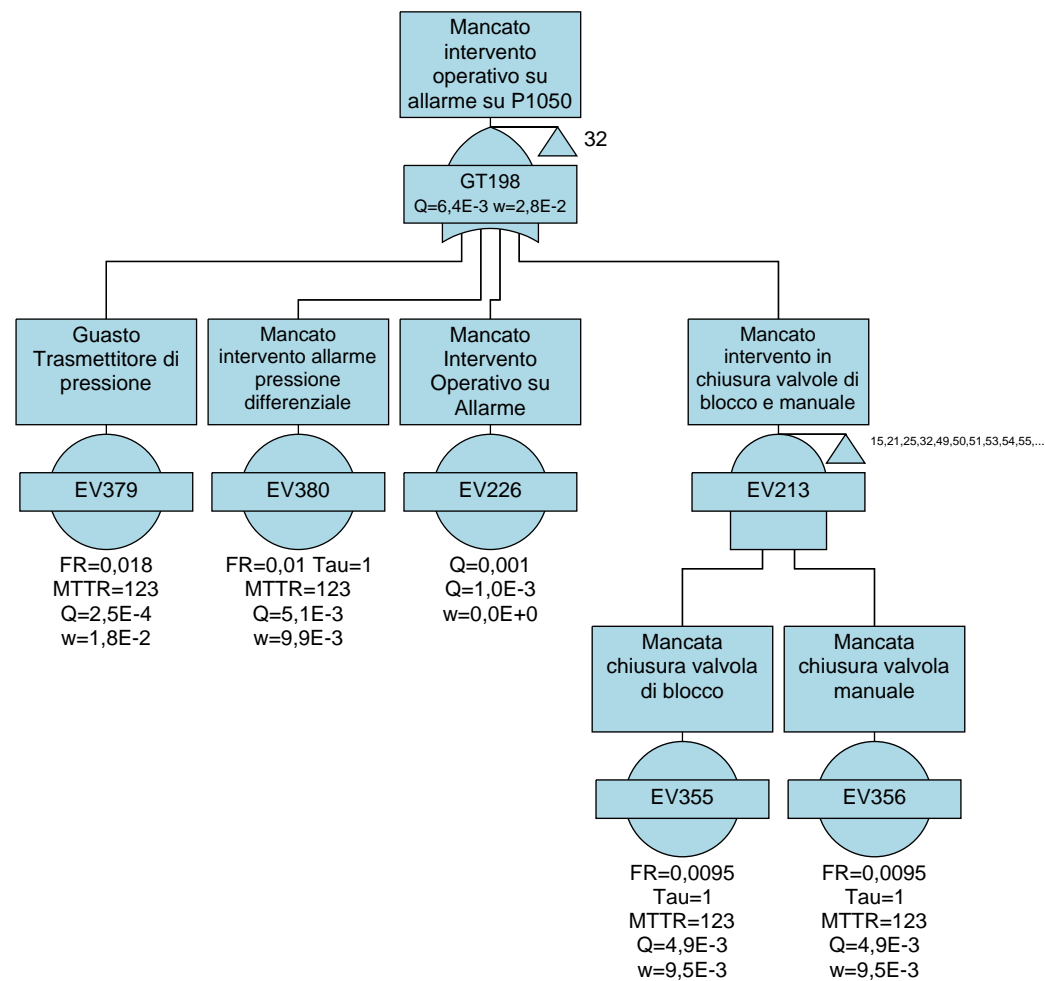 Mancato
intervento
operativo su
allarme su P1050
32
GT198
Q=6,4E-3 w=2,8E-2
Guasto
Trasmettitore di
pressione
Mancato
intervento allarme
pressione
differenziale
Mancato
Intervento
Operativo su
Allarme
Mancato
intervento in
chiusura valvole di
blocco e manuale
15,21,25,32,49,50,51,53,54,55,...
EV379
EV380
EV226
EV213
FR=0,018
MTTR=123
Q=2,5E-4
w=1,8E-2
FR=0,01 Tau=1
MTTR=123
Q=5,1E-3
w=9,9E-3
Q=0,001
Q=1,0E-3
w=0,0E+0
Mancata
chiusura valvola
di blocco
Mancata
chiusura valvola
manuale
EV355
EV356
FR=0,0095
Tau=1
MTTR=123
Q=4,9E-3
w=9,5E-3
FR=0,0095
Tau=1
MTTR=123
Q=4,9E-3
w=9,5E-3